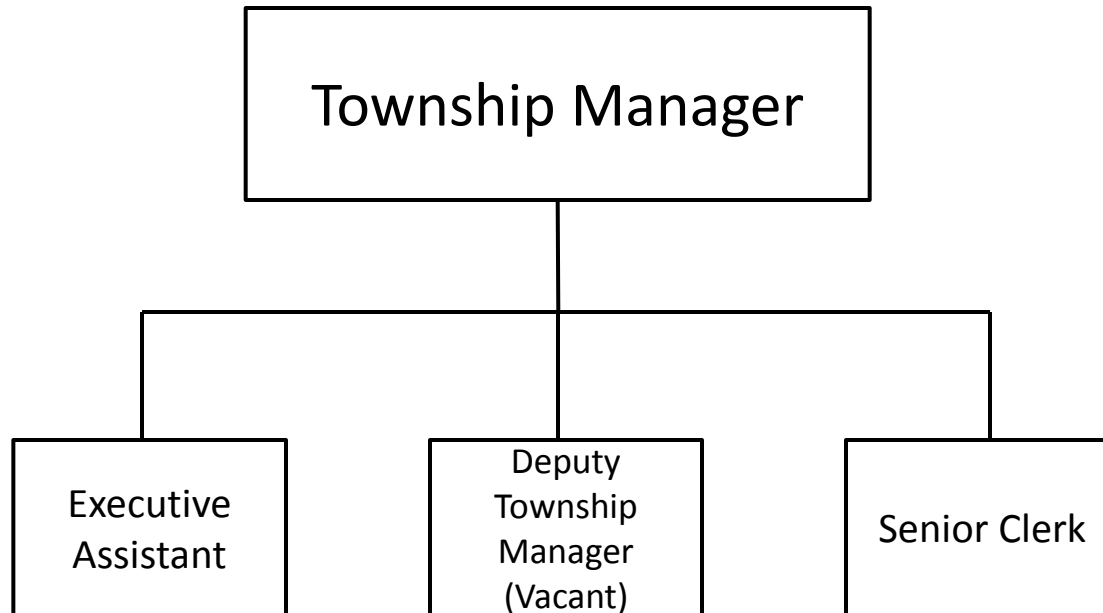 Township Manager
Executive
Assistant
Deputy
Township
Manager
(Vacant)
Senior Clerk